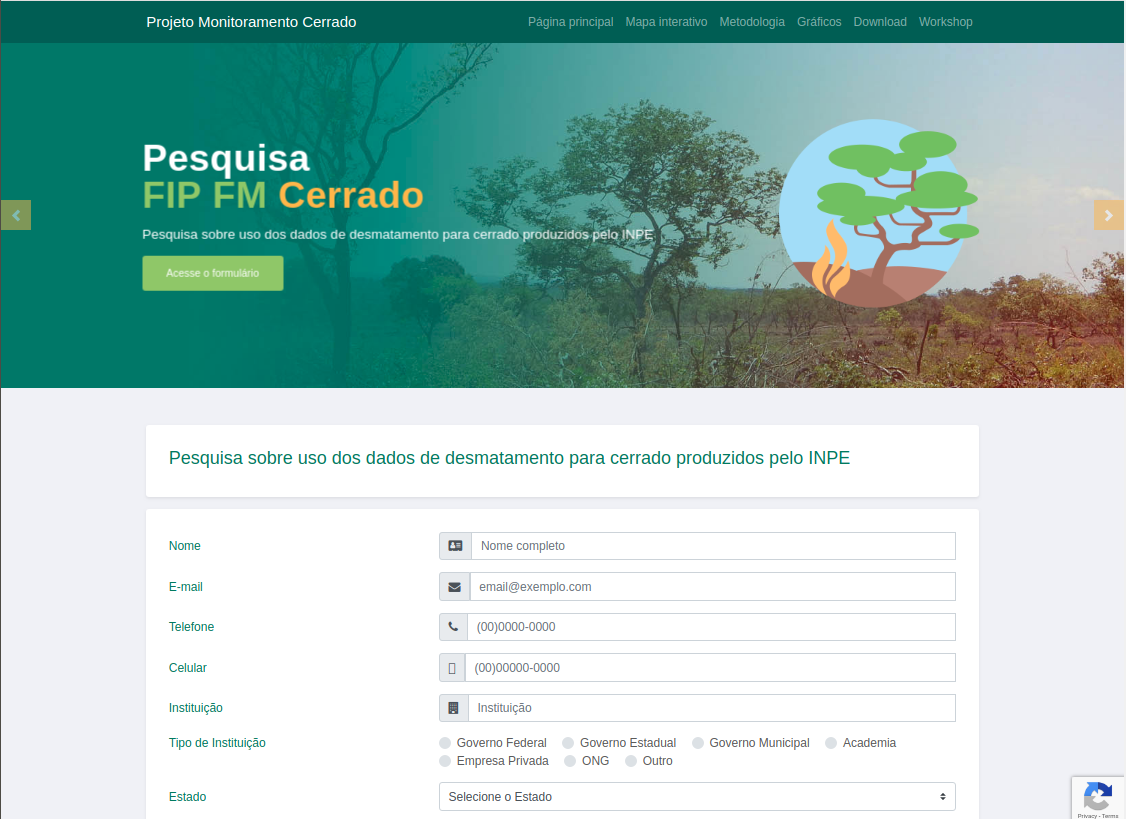 Projeto Monitoramento Cerrado
Página principal Mapa interativo Metodologia Gráficos Download Workshop
Pesquisa
FIP FM Cerrado
Pesquisa sobre uso dos dados de desmatamento para cerrado produzidos pelo INPE
Acesse o formulário
Pesquisa sobre uso dos dados de desmatamento para cerrado produzidos pelo INPE
Nome Nome completo
E-mail email@exemplo.com
Telefone (00)0000-0000
Celular (00)00000-0000
Instituição Instituição
Tipo de Instituição Governo Federal Governo Estadual Governo Municipal Academia
Empresa Privada ONG Outro
Estado Selecione o Estado
Privacy - Terms